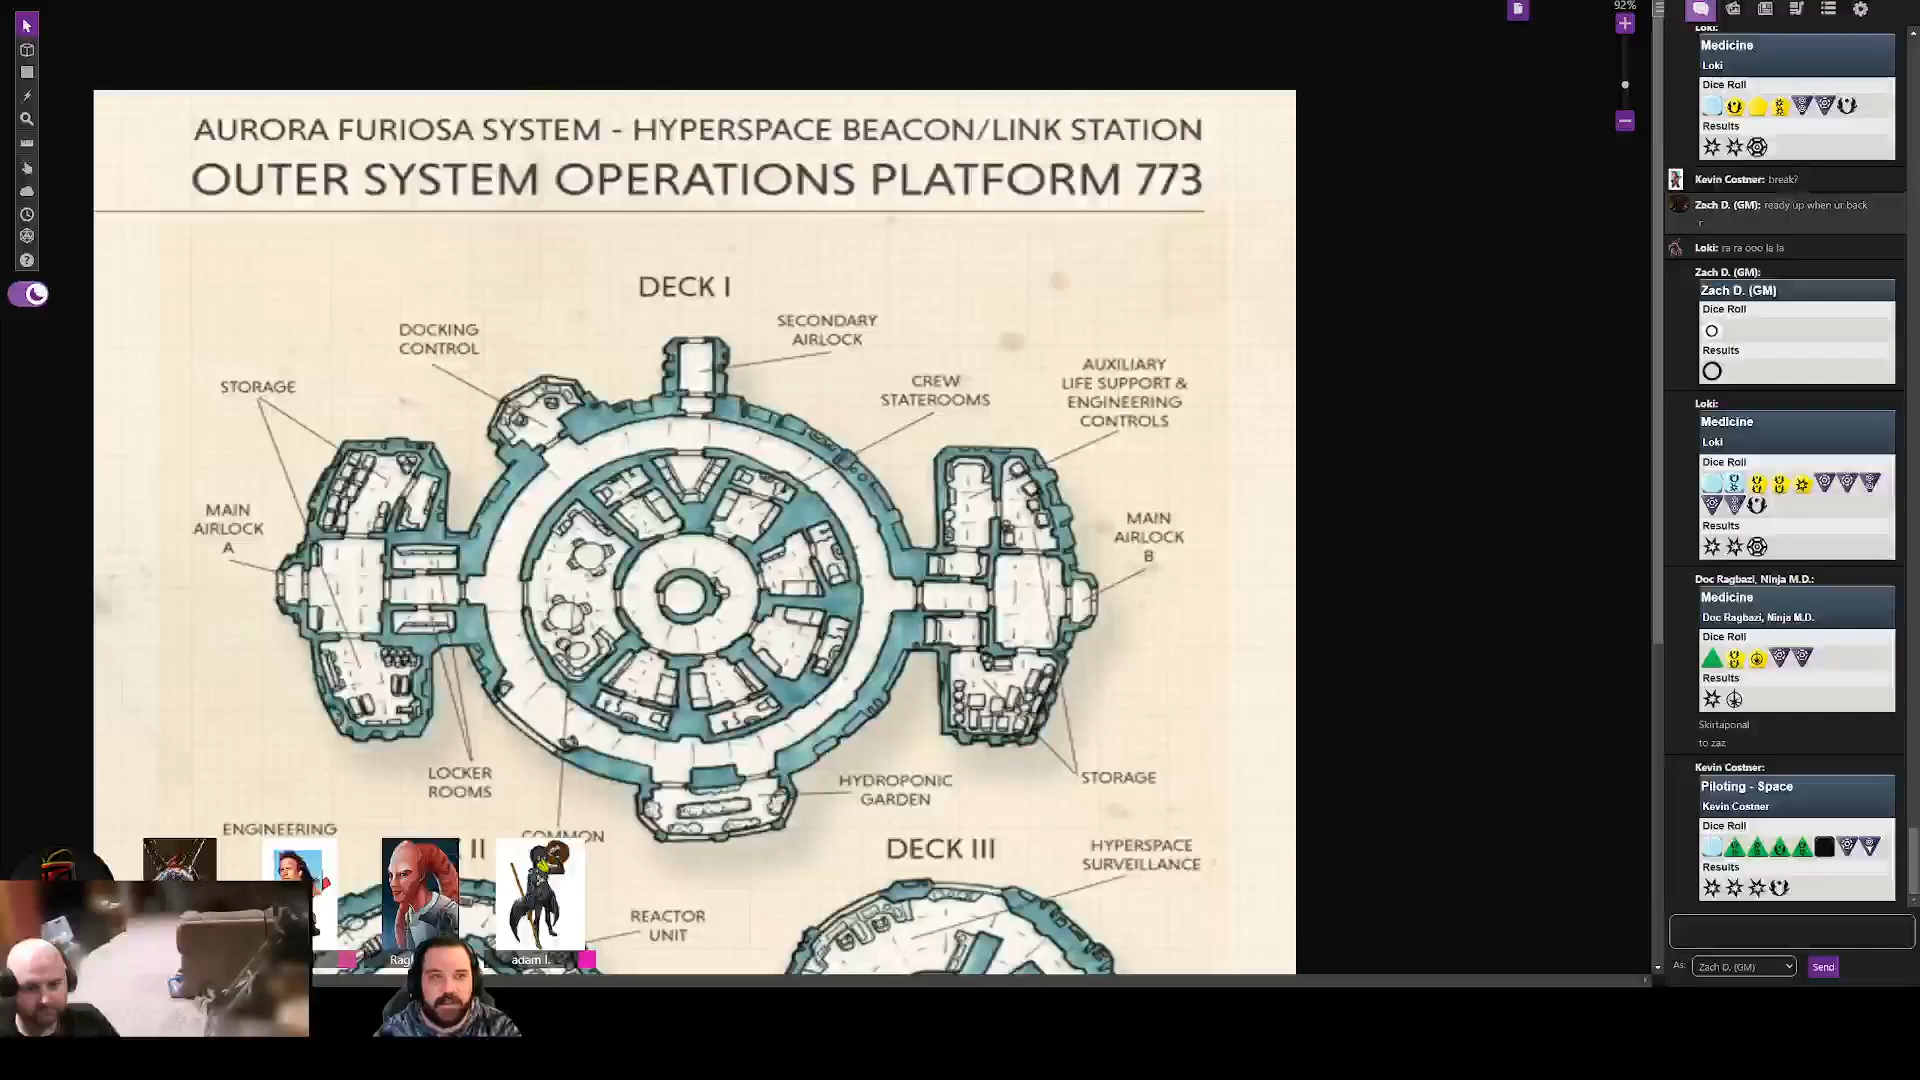 92%
AURORA FURIOSA SYSTEM - HYPERSPACE BEACON/LINK STATION
OUTER SYSTEM OPERATIONS PLATFORM 773
DECK I
DOCKING
CONTROL
SECONDARY
AIRLOCK
STORAGE
CREW
STATEROOMS
AUXILIARY
LIFE SUPPORT &
ENGINEERING
CONTROLS
MAIN
AIRLOCK
A
MAIN
AIRLOCK
B
LOCKER
ROOMS
HYDROPONIC
GARDEN
STORAGE
ENGINEERING
COMMON
II
DECK III
HYPERSPACE
SURVEILLANCE
REACTOR
UNIT
adam l.
Loki:
Medicine
Loki
Dice Roll
Results
Kevin Costner: break?
Zach D. (GM): ready up when ur back
r
Loki: ra ra ooo la la
Zach D. (GM):
Zach D. (GM)
Dice Roll
Results
Loki:
Medicine
Loki
Dice Roll
Results
Doc Ragbazi, Ninja M.D.:
Medicine
Doc Ragbazi, Ninja M.D.
Dice Roll
Results
Skirtaponal
to zaz
Kevin Costner:
Piloting - Space
Kevin Costner
Dice Roll
Results
As:
Zach D. (GM)
Send